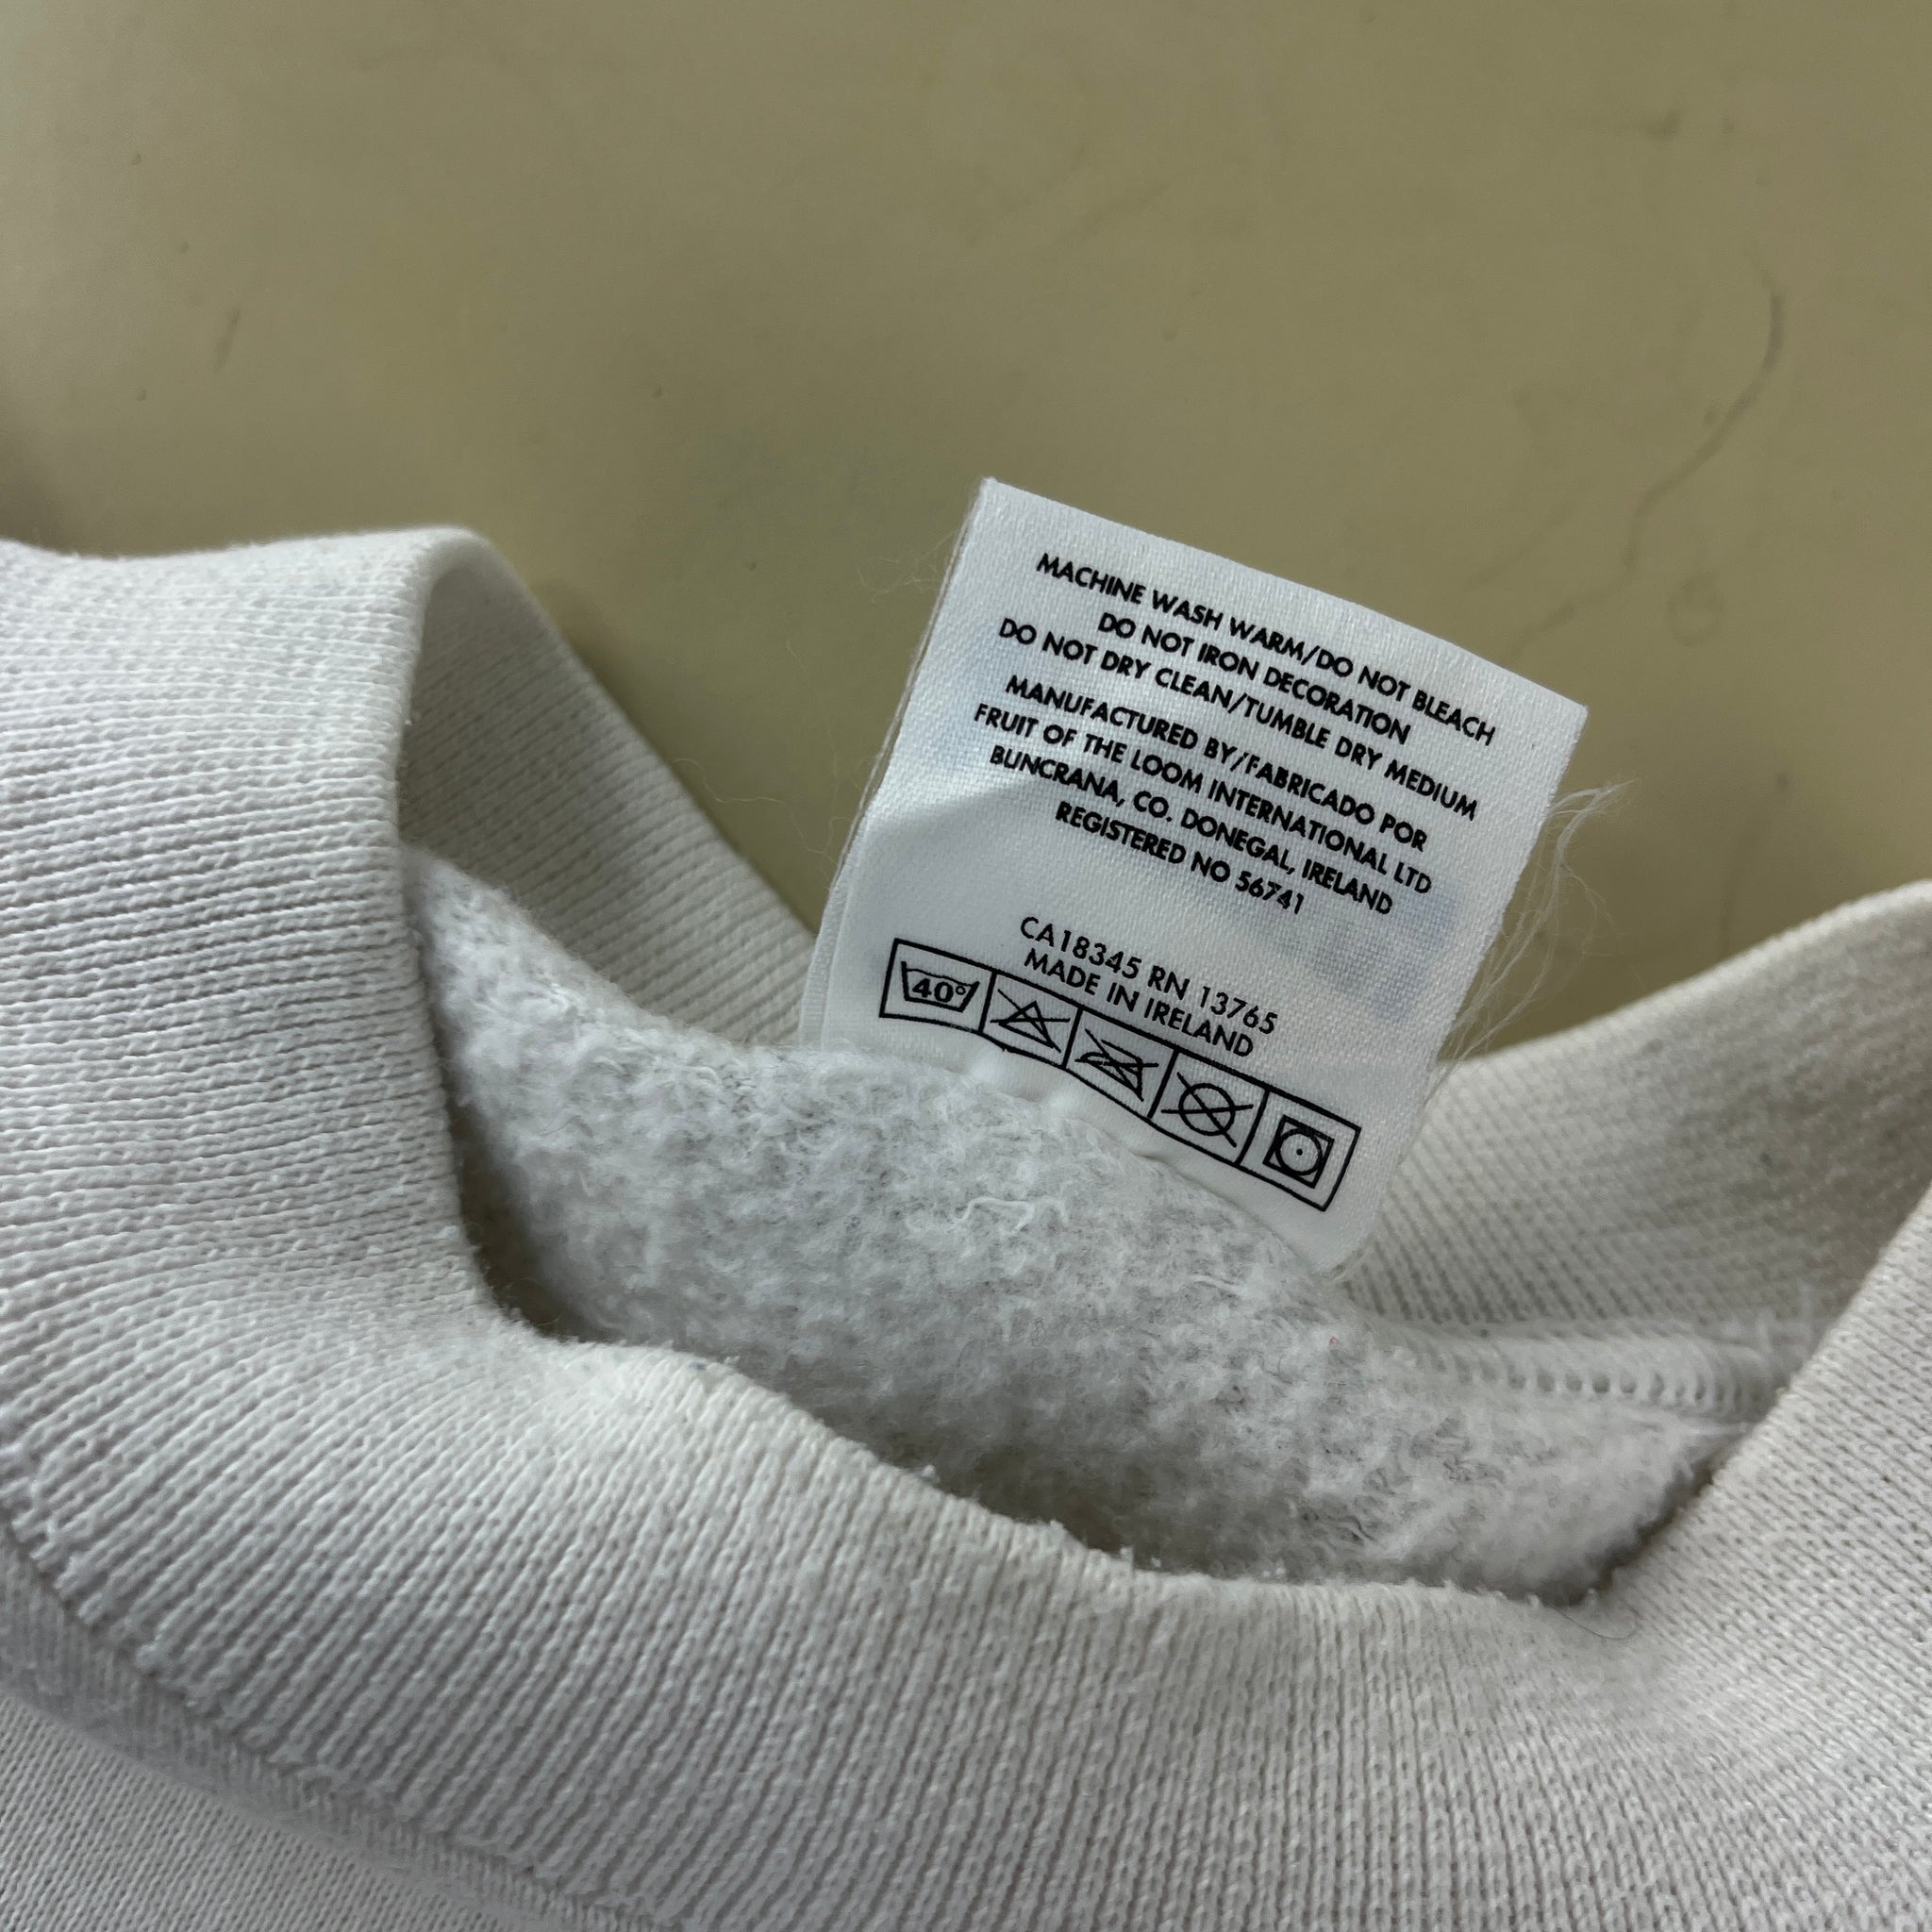 MACHINE WASH WARM/DO NOT BLEACH
DO NOT IRON DECORATION
DO NOT DRY CLEAN/TUMBLE DRY MEDIUM
MANUFACTURED BY/FABRICADO POR
FRUIT OF THE LOOM INTERNATIONAL LTD
BUNCRANA, CO. DONEGAL, IRELAND
REGISTERED NO 56741
CA18345 RN 13765
MADE IN IRELAND
40°